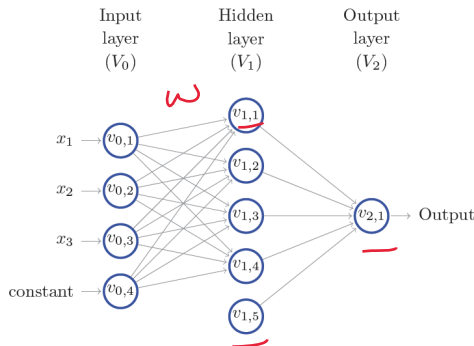 Input Hidden Output
layer layer layer
(V₀) (V₁) (V₂)
ω
x₁ v₀,₁ v₁,₁
x₂ v₀,₂ v₁,₂
x₃ v₀,₃ v₁,₃ v₂,₁ Output
constant v₀,₄ v₁,₄
v₁,₅